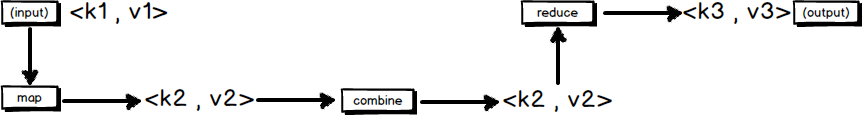 (input) <k1 , v1>
reduce <k3 , v3> (output)
map <k2 , v2> combine <k2 , v2>